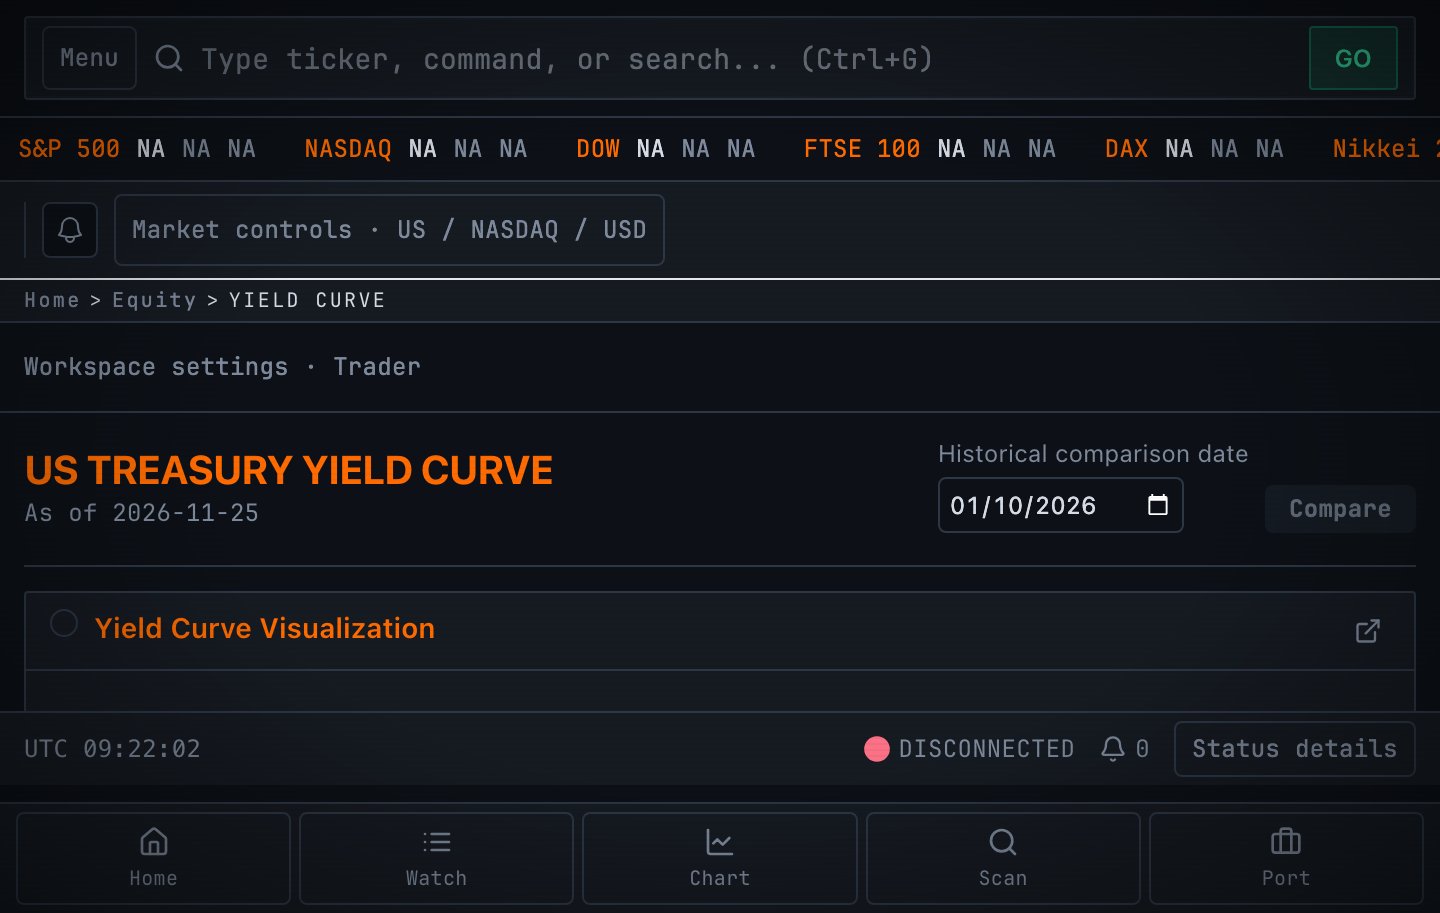 Menu Type ticker, command, or search... (Ctrl+G) GO
S&P 500 NA NA NA NASDAQ NA NA NA DOW NA NA NA FTSE 100 NA NA NA DAX NA NA NA Nikkei
Market controls · US / NASDAQ / USD
Home > Equity > YIELD CURVE
Workspace settings · Trader
US TREASURY YIELD CURVE
As of 2026-11-25
Historical comparison date
01/10/2026
Compare
Yield Curve Visualization
UTC 09:22:02 DISCONNECTED 0 Status details
Home Watch Chart Scan Port